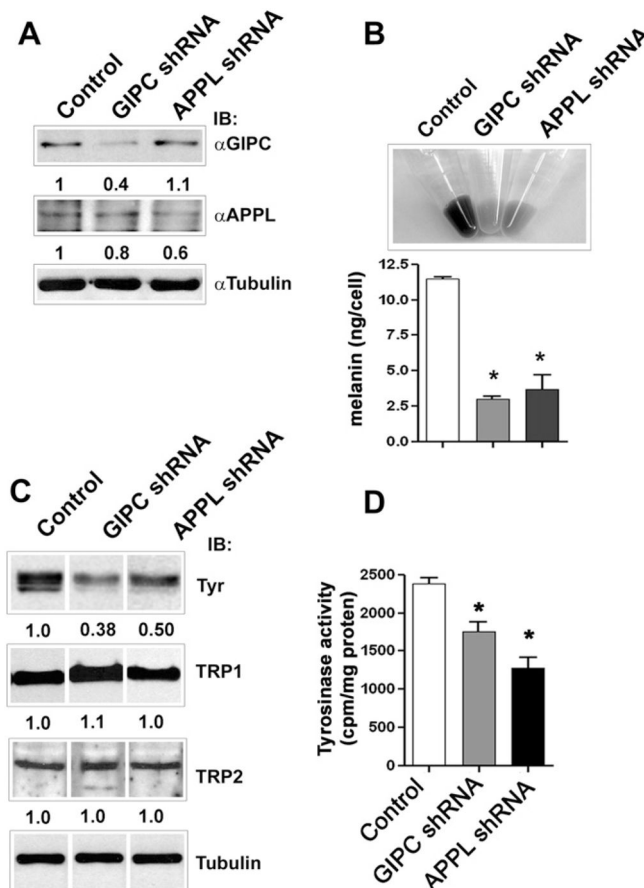 A
Control
GIPC shRNA
APPL shRNA
IB:
αGIPC
1 0.4 1.1
αAPPL
1 0.8 0.6
αTubulin
B
Control
GIPC shRNA
APPL shRNA
melanin (ng/cell)
12.5
10.0
7.5
5.0
2.5
0.0
* *
C
Control
GIPC shRNA
APPL shRNA
IB:
Tyr
1.0 0.38 0.50
TRP1
1.0 1.1 1.0
TRP2
1.0 1.0 1.0
Tubulin
D
Tyrosinase activity
(cpm/mg proten)
2500
2000
1500
1000
500
0
* *
Control
GIPC shRNA
APPL shRNA